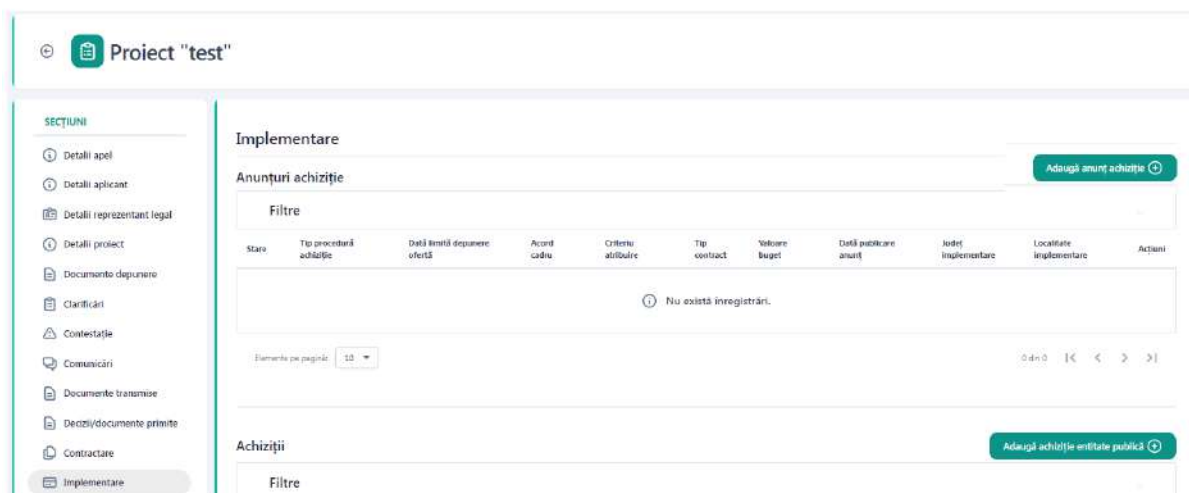 Proiect "test"
SECȚIUNI
Detalii apel
Detalii aplicant
Detalii reprezentant legal
Detalii proiect
Documente depunere
Clarificări
Contestație
Comunicări
Documente transmise
Decizii/documente primite
Contractare
Implementare
Implementare
Anunțuri achiziție
Adaugă anunț achiziție
Filtre
Stare
Tip procedură achiziție
Dată limită depunere ofertă
Acord cadru
Criteriu atribuire
Tip contract
Valoare buget
Dată publicare anunț
Județ implementare
Localitate implementare
Acțiuni
Nu există înregistrări.
Elemente pe pagină: 10
0 din 0
Achiziții
Adaugă achiziție entitate publică
Filtre